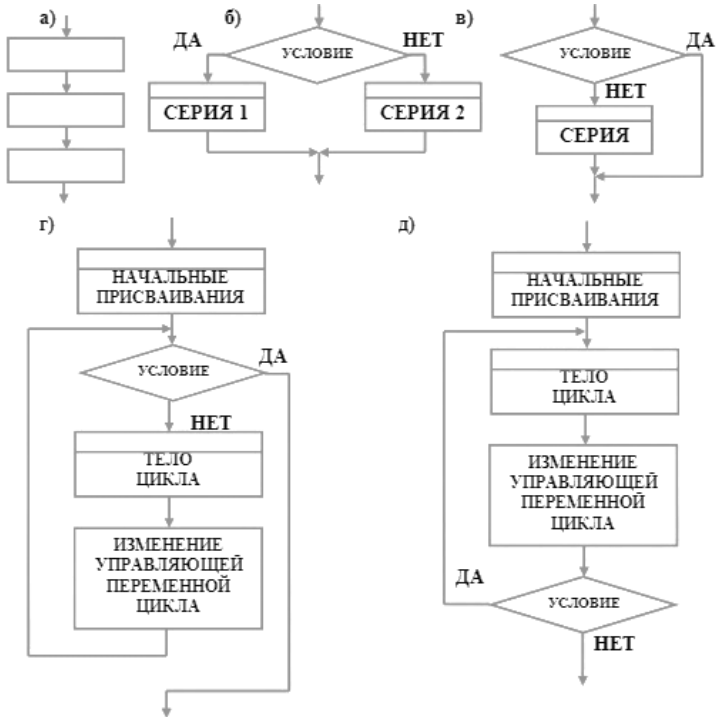 а)
б)
ДА
НЕТ
УСЛОВИЕ
СЕРИЯ 1
СЕРИЯ 2
в)
ДА
УСЛОВИЕ
НЕТ
СЕРИЯ
г)
НАЧАЛЬНЫЕ
ПРИСВАИВАНИЯ
ДА
УСЛОВИЕ
НЕТ
ТЕЛО
ЦИКЛА
ИЗМЕНЕНИЕ
УПРАВЛЯЮЩЕЙ
ПЕРЕМЕННОЙ
ЦИКЛА
д)
НАЧАЛЬНЫЕ
ПРИСВАИВАНИЯ
ТЕЛО
ЦИКЛА
ИЗМЕНЕНИЕ
УПРАВЛЯЮЩЕЙ
ПЕРЕМЕННОЙ
ЦИКЛА
ДА
УСЛОВИЕ
НЕТ